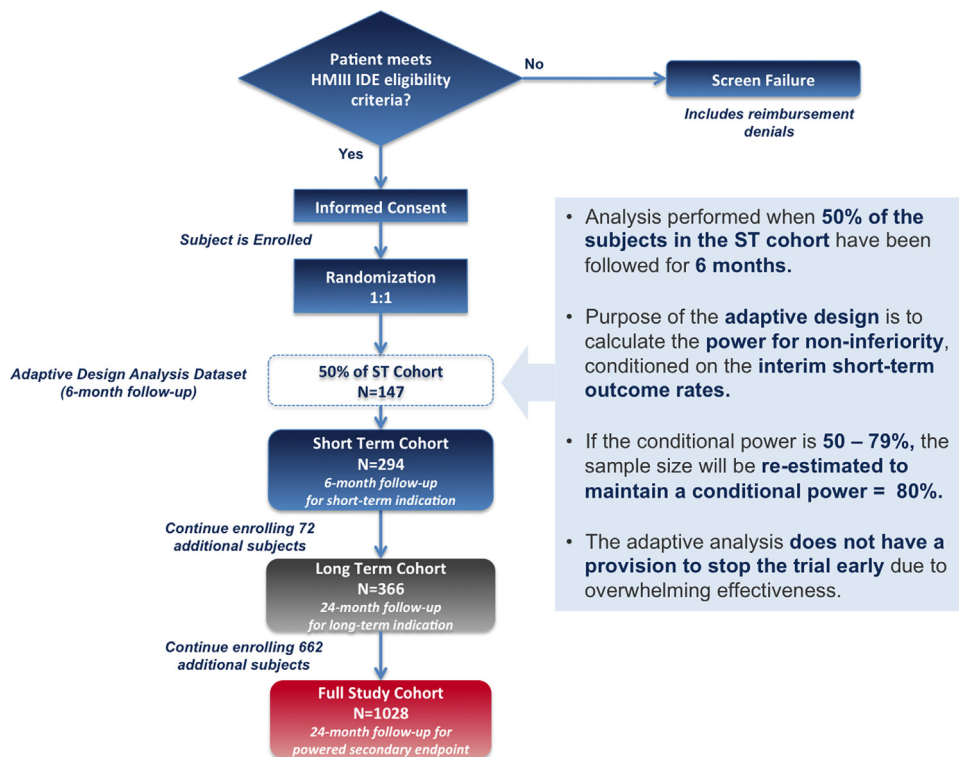 Patient meets
HMIII IDE eligibility
criteria?
No
Screen Failure
Includes reimbursement
denials
Yes
Informed Consent
Subject is Enrolled
Randomization
1:1
Adaptive Design Analysis Dataset
(6-month follow-up)
50% of ST Cohort
N=147
Short Term Cohort
N=294
6-month follow-up
for short-term indication
Continue enrolling 72
additional subjects
Long Term Cohort
N=366
24-month follow-up
for long-term indication
Continue enrolling 662
additional subjects
Full Study Cohort
N=1028
24-month follow-up for
powered secondary endpoint
• Analysis performed when 50% of the
subjects in the ST cohort have been
followed for 6 months.
• Purpose of the adaptive design is to
calculate the power for non-inferiority,
conditioned on the interim short-term
outcome rates.
• If the conditional power is 50 – 79%, the
sample size will be re-estimated to
maintain a conditional power = 80%.
• The adaptive analysis does not have a
provision to stop the trial early due to
overwhelming effectiveness.